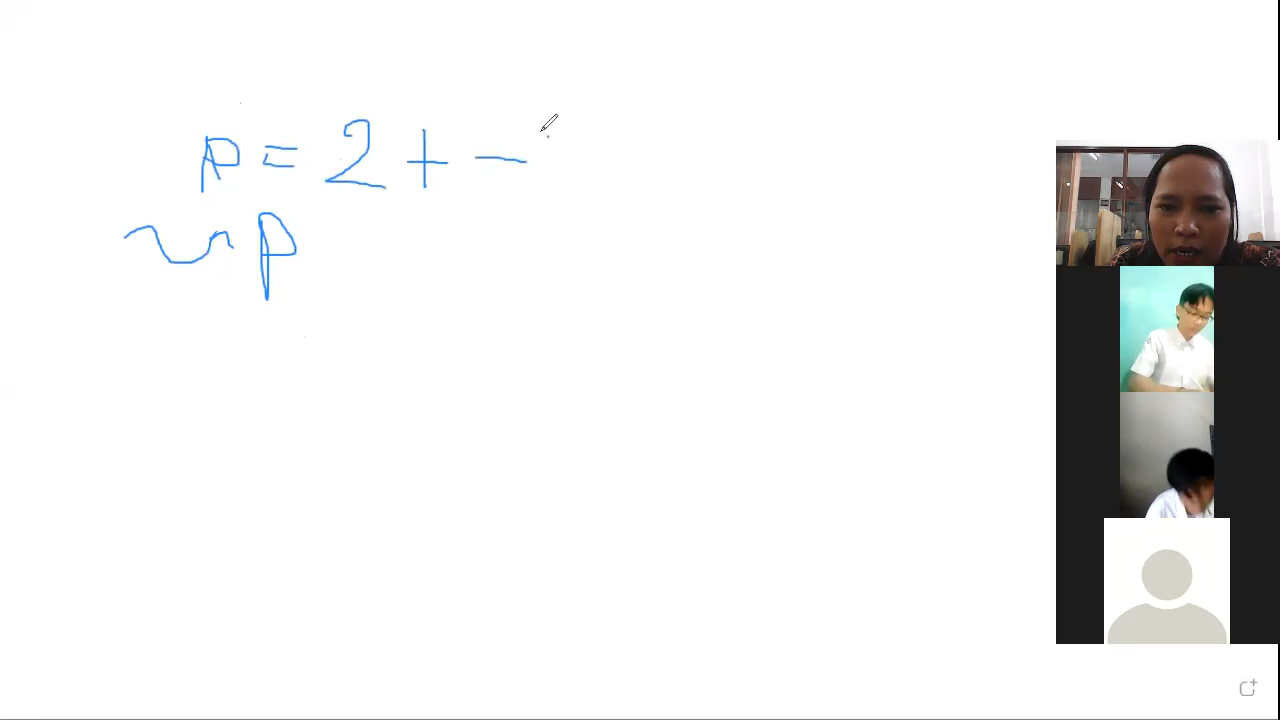 p = 2 + -
~ p